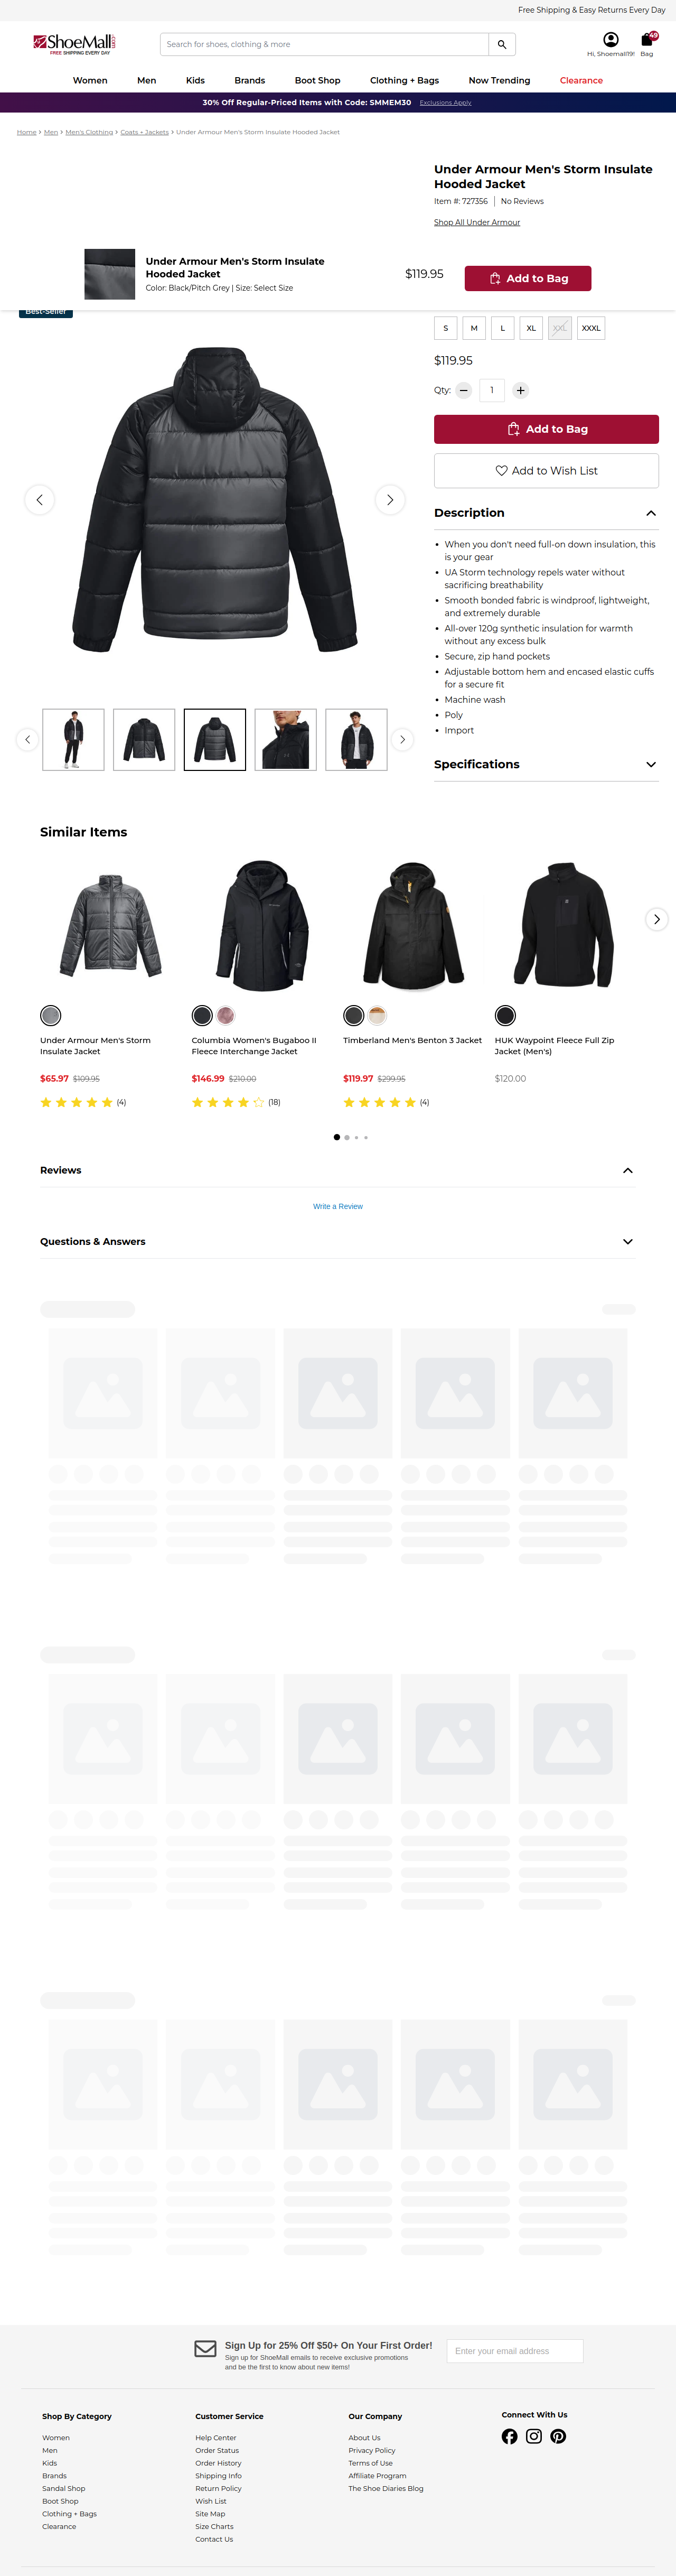 Free Shipping & Easy Returns Every Day
ShoeMall.com
FREE SHIPPING EVERY DAY
Search for shoes, clothing & more
49
Hi, Shoemall19!
Bag
Women
Men
Kids
Brands
Boot Shop
Clothing + Bags
Now Trending
Clearance
30% Off Regular-Priced Items with Code: SMMEM30
Exclusions Apply
Home > Men > Men's Clothing > Coats + Jackets > Under Armour Men's Storm Insulate Hooded Jacket
Under Armour Men's Storm Insulate
Hooded Jacket
Item #: 727356 | No Reviews
Shop All Under Armour
Under Armour Men's Storm Insulate
Hooded Jacket
Color: Black/Pitch Grey | Size: Select Size
$119.95
Add to Bag
Best-Seller
S
M
L
XL
XXL
XXXL
$119.95
Qty:
1
Add to Bag
Add to Wish List
Description
• When you don't need full-on down insulation, this
is your gear
• UA Storm technology repels water without
sacrificing breathability
• Smooth bonded fabric is windproof, lightweight,
and extremely durable
• All-over 120g synthetic insulation for warmth
without any excess bulk
• Secure, zip hand pockets
• Adjustable bottom hem and encased elastic cuffs
for a secure fit
• Machine wash
• Poly
• Import
Specifications
Similar Items
Under Armour Men's Storm
Insulate Jacket
$65.97 $109.95
(4)
Columbia Women's Bugaboo II
Fleece Interchange Jacket
$146.99 $210.00
(18)
Timberland Men's Benton 3 Jacket
$119.97 $299.95
(4)
HUK Waypoint Fleece Full Zip
Jacket (Men's)
$120.00
Reviews
Write a Review
Questions & Answers
Sign Up for 25% Off $50+ On Your First Order!
Sign up for ShoeMall emails to receive exclusive promotions
and be the first to know about new items!
Enter your email address
Shop By Category
Women
Men
Kids
Brands
Sandal Shop
Boot Shop
Clothing + Bags
Clearance
Customer Service
Help Center
Order Status
Order History
Shipping Info
Return Policy
Wish List
Site Map
Size Charts
Contact Us
Our Company
About Us
Privacy Policy
Terms of Use
Affiliate Program
The Shoe Diaries Blog
Connect With Us